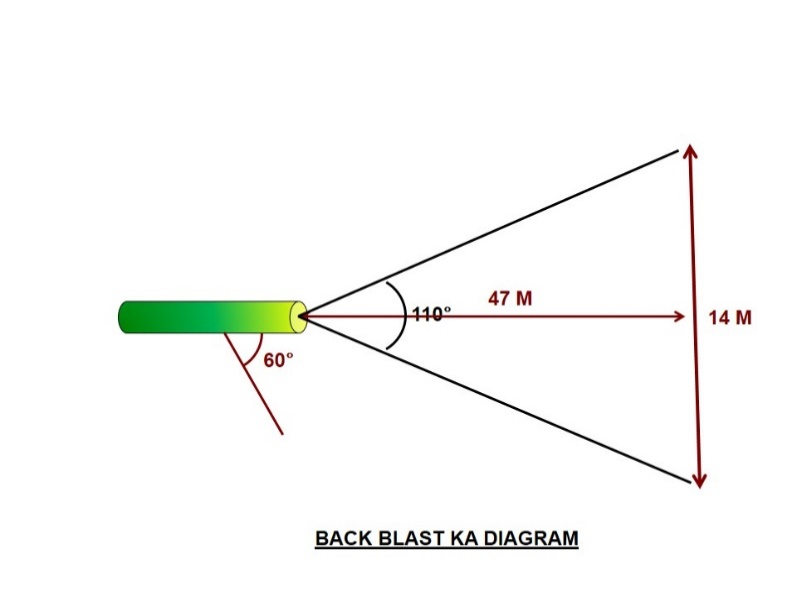 47 M
110°
14 M
60°
BACK BLAST KA DIAGRAM